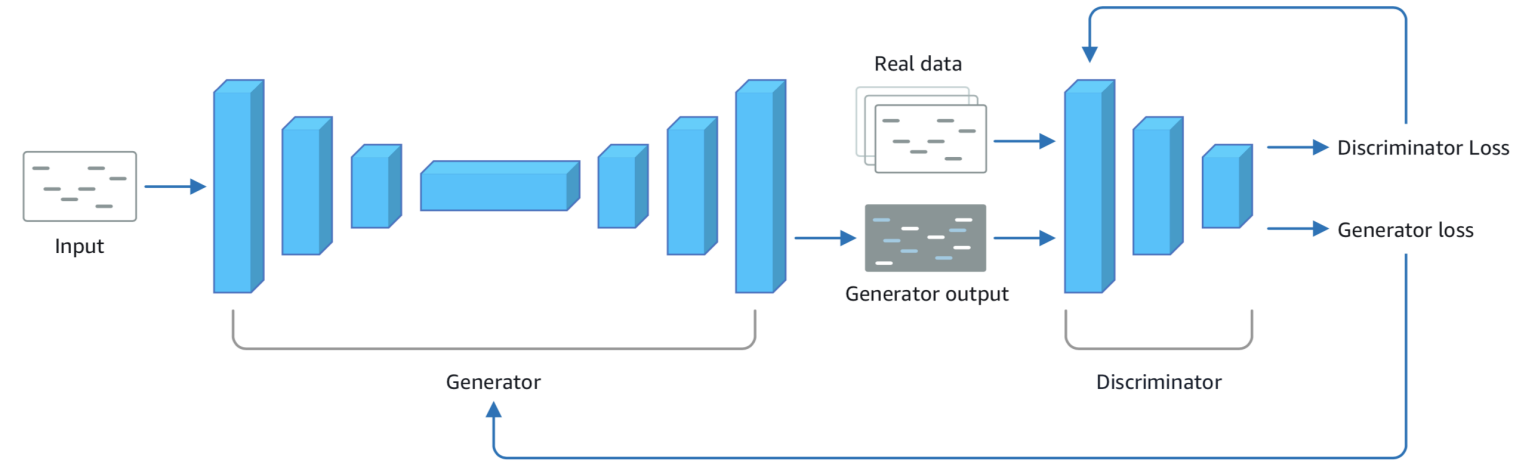 Input
Generator
Real data
Generator output
Discriminator
Discriminator Loss
Generator loss